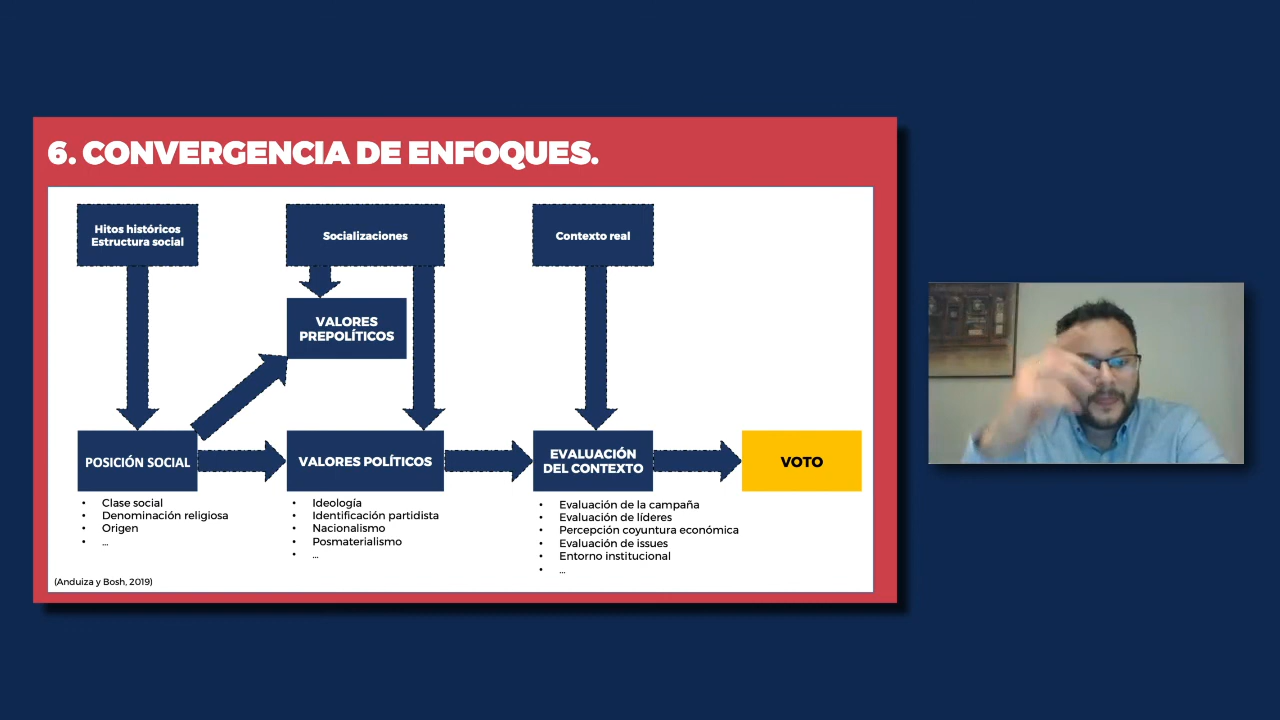 6. CONVERGENCIA DE ENFOQUES.
Hitos históricos
Estructura social
Socializaciones
Contexto real
VALORES
PREPOLÍTICOS
POSICIÓN SOCIAL
VALORES POLÍTICOS
EVALUACIÓN
DEL CONTEXTO
VOTO
• Clase social
• Denominación religiosa
• Origen
• ...
• Ideología
• Identificación partidista
• Nacionalismo
• Posmaterialismo
• ...
• Evaluación de la campaña
• Evaluación de líderes
• Percepción coyuntura económica
• Evaluación de issues
• Entorno institucional
• ...
(Anduiza y Bosh, 2019)